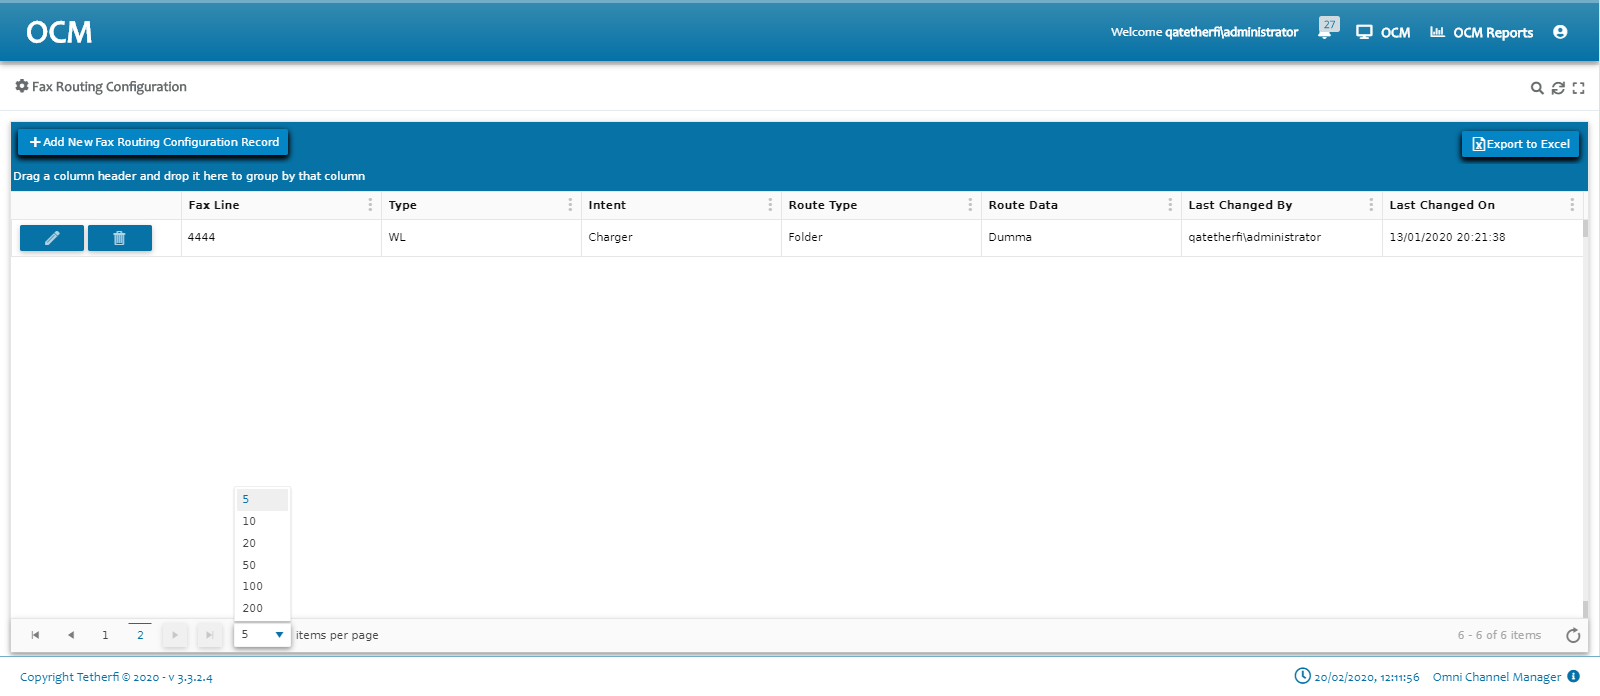 OCM
Welcome qatetherfi\administrator
27
OCM
OCM Reports
Fax Routing Configuration
Add New Fax Routing Configuration Record
Export to Excel
Drag a column header and drop it here to group by that column
Fax Line Type Intent Route Type Route Data Last Changed By Last Changed On
4444 WL Charger Folder Dumma qatetherfi\administrator 13/01/2020 20:21:38
5
10
20
50
100
200
1 2 5 items per page
6 - 6 of 6 items
Copyright Tetherfi © 2020 - v 3.3.2.4
20/02/2020, 12:11:56
Omni Channel Manager